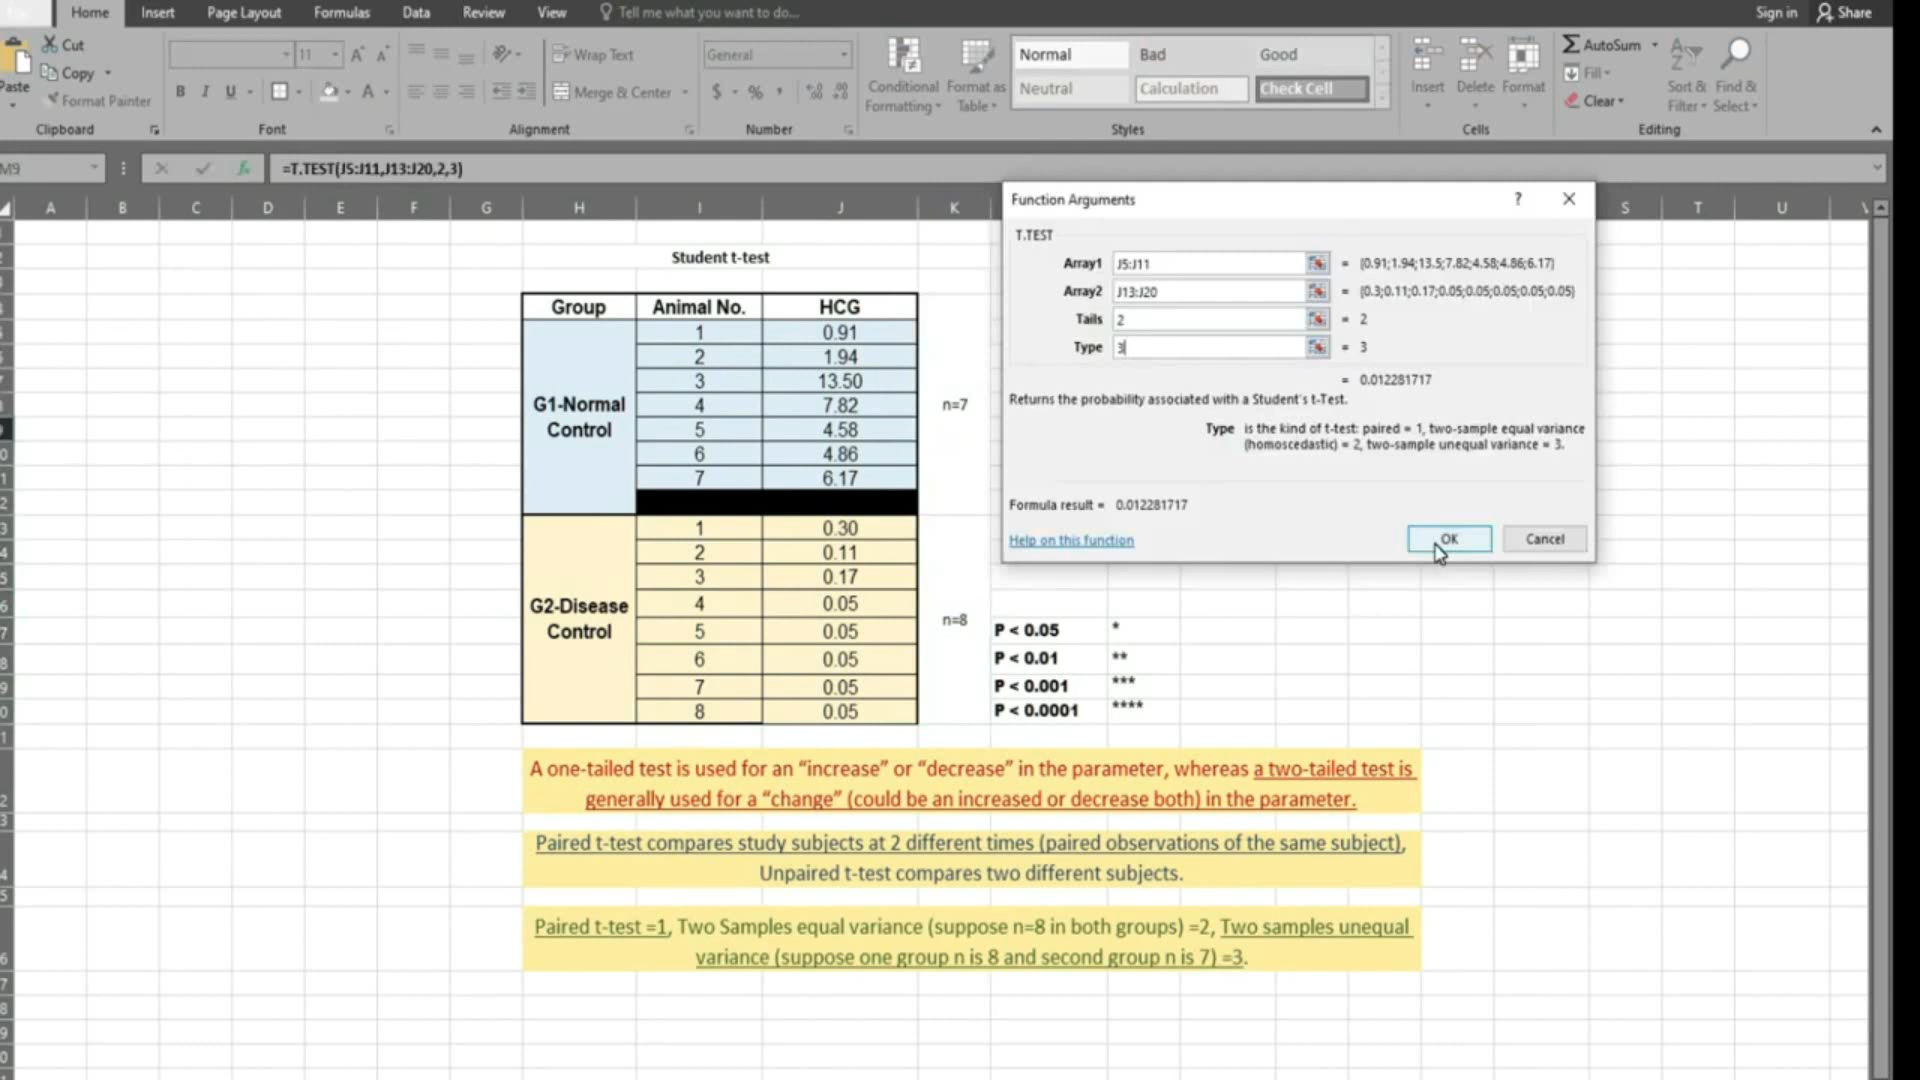 Home Insert Page Layout Formulas Data Review View Tell me what you want to do... Sign in Share
Cut
Copy
Format Painter
Paste
11
Wrap Text
Merge & Center
General
$ % ,
B I U
Conditional Formatting
Format as Table
Normal Bad Good
Neutral Calculation Check Cell
Insert Delete Format
AutoSum
Fill
Clear
Sort & Filter
Find & Select
Clipboard Font Alignment Number Styles Cells Editing
M9 =T.TEST(J5:J11,J13:J20,2,3)
A B C D E F G H I J K S T U
Function Arguments ?
T.TEST
Array1 J5:J11 = {0.91;1.94;13.5;7.82;4.58;4.86;6.17}
Array2 J13:J20 = {0.3;0.11;0.17;0.05;0.05;0.05;0.05;0.05}
Tails 2 = 2
Type 3 = 3
= 0.012281717
Returns the probability associated with a Student's t-Test.
Type is the kind of t-test: paired = 1, two-sample equal variance
(homoscedastic) = 2, two-sample unequal variance = 3.
Formula result = 0.012281717
Help on this function
OK Cancel
Student t-test
Group Animal No. HCG
G1-Normal
Control
1 0.91
2 1.94
3 13.50
4 7.82
5 4.58
6 4.86
7 6.17
n=7
G2-Disease
Control
1 0.30
2 0.11
3 0.17
4 0.05
5 0.05
6 0.05
7 0.05
8 0.05
n=8
P < 0.05 *
P < 0.01 **
P < 0.001 ***
P < 0.0001 ****
A one-tailed test is used for an “increase” or “decrease” in the parameter, whereas a two-tailed test is
generally used for a “change” (could be an increased or decrease both) in the parameter.
Paired t-test compares study subjects at 2 different times (paired observations of the same subject),
Unpaired t-test compares two different subjects.
Paired t-test =1, Two Samples equal variance (suppose n=8 in both groups) =2, Two samples unequal
variance (suppose one group n is 8 and second group n is 7) =3.